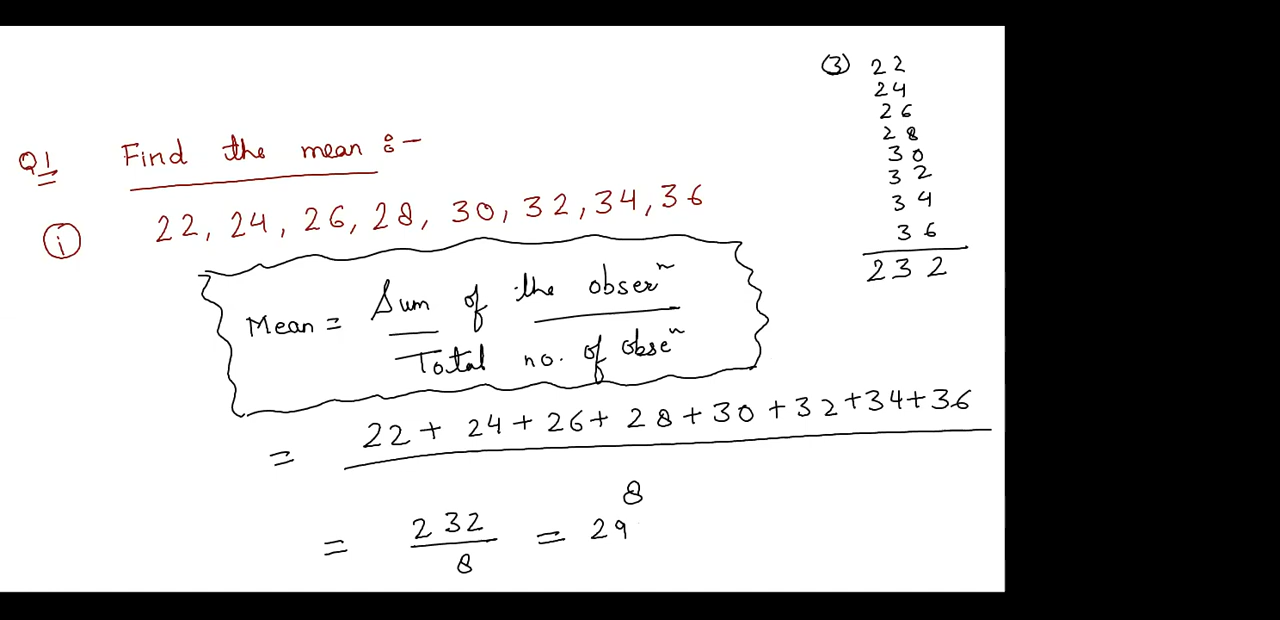 Q1 Find the mean :-
(i) 22, 24, 26, 28, 30, 32, 34, 36
Mean = Sum of the obserⁿ
Total no. of obseⁿ
= 22 + 24 + 26 + 28 + 30 + 32 + 34 + 36
8
= 232/8 = 29
(3) 22
24
26
28
30
32
34
36
232